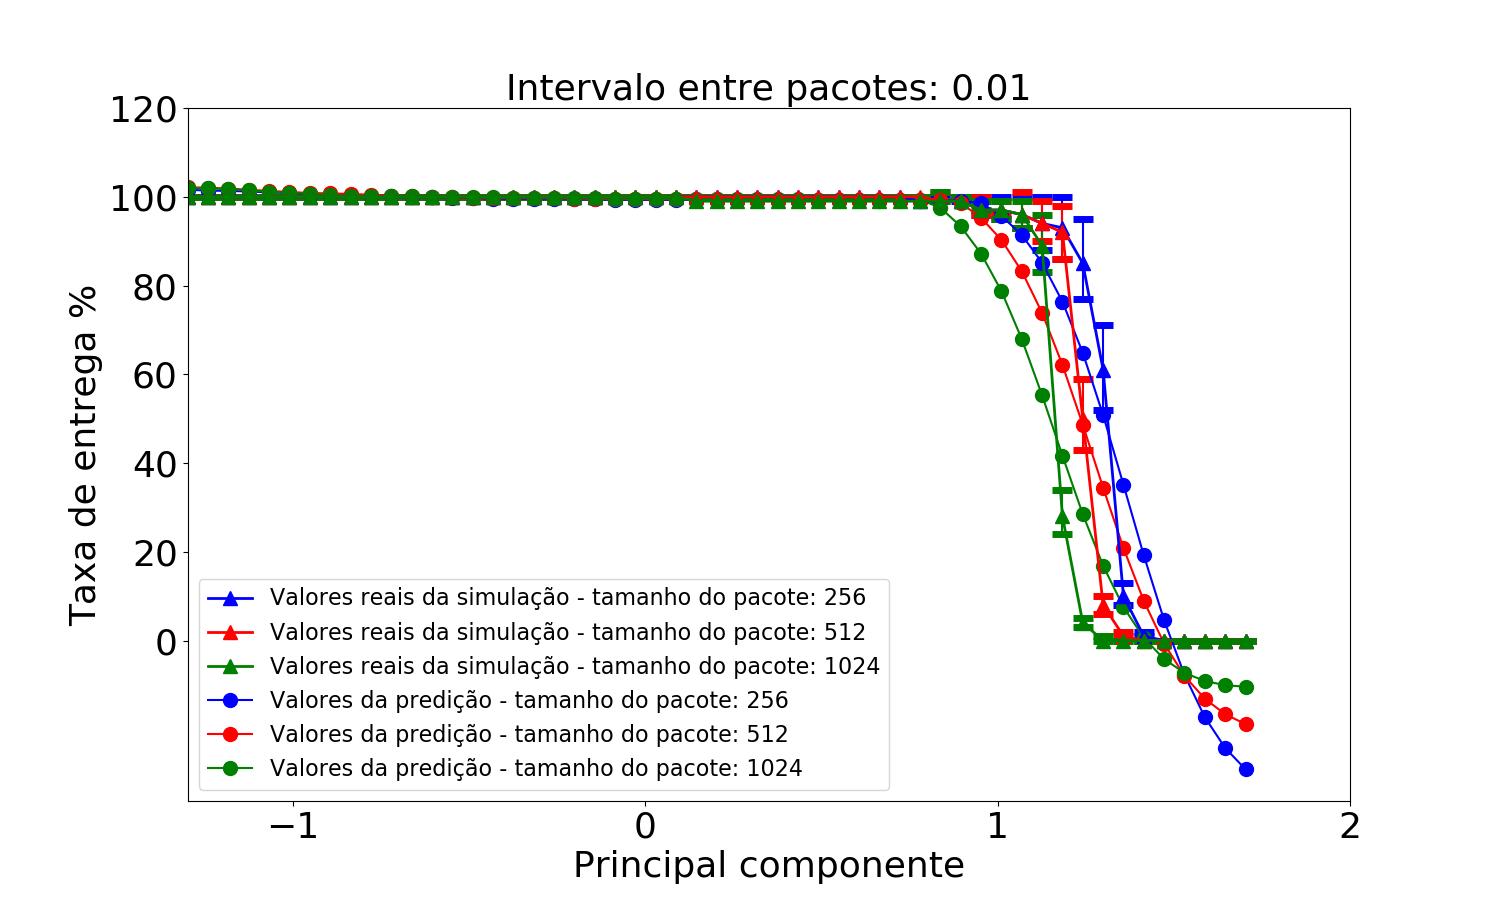 Intervalo entre pacotes: 0.01
120
100
80
60
40
20
0
Taxa de entrega %
Valores reais da simulação - tamanho do pacote: 256
Valores reais da simulação - tamanho do pacote: 512
Valores reais da simulação - tamanho do pacote: 1024
Valores da predição - tamanho do pacote: 256
Valores da predição - tamanho do pacote: 512
Valores da predição - tamanho do pacote: 1024
−1 0 1 2
Principal componente